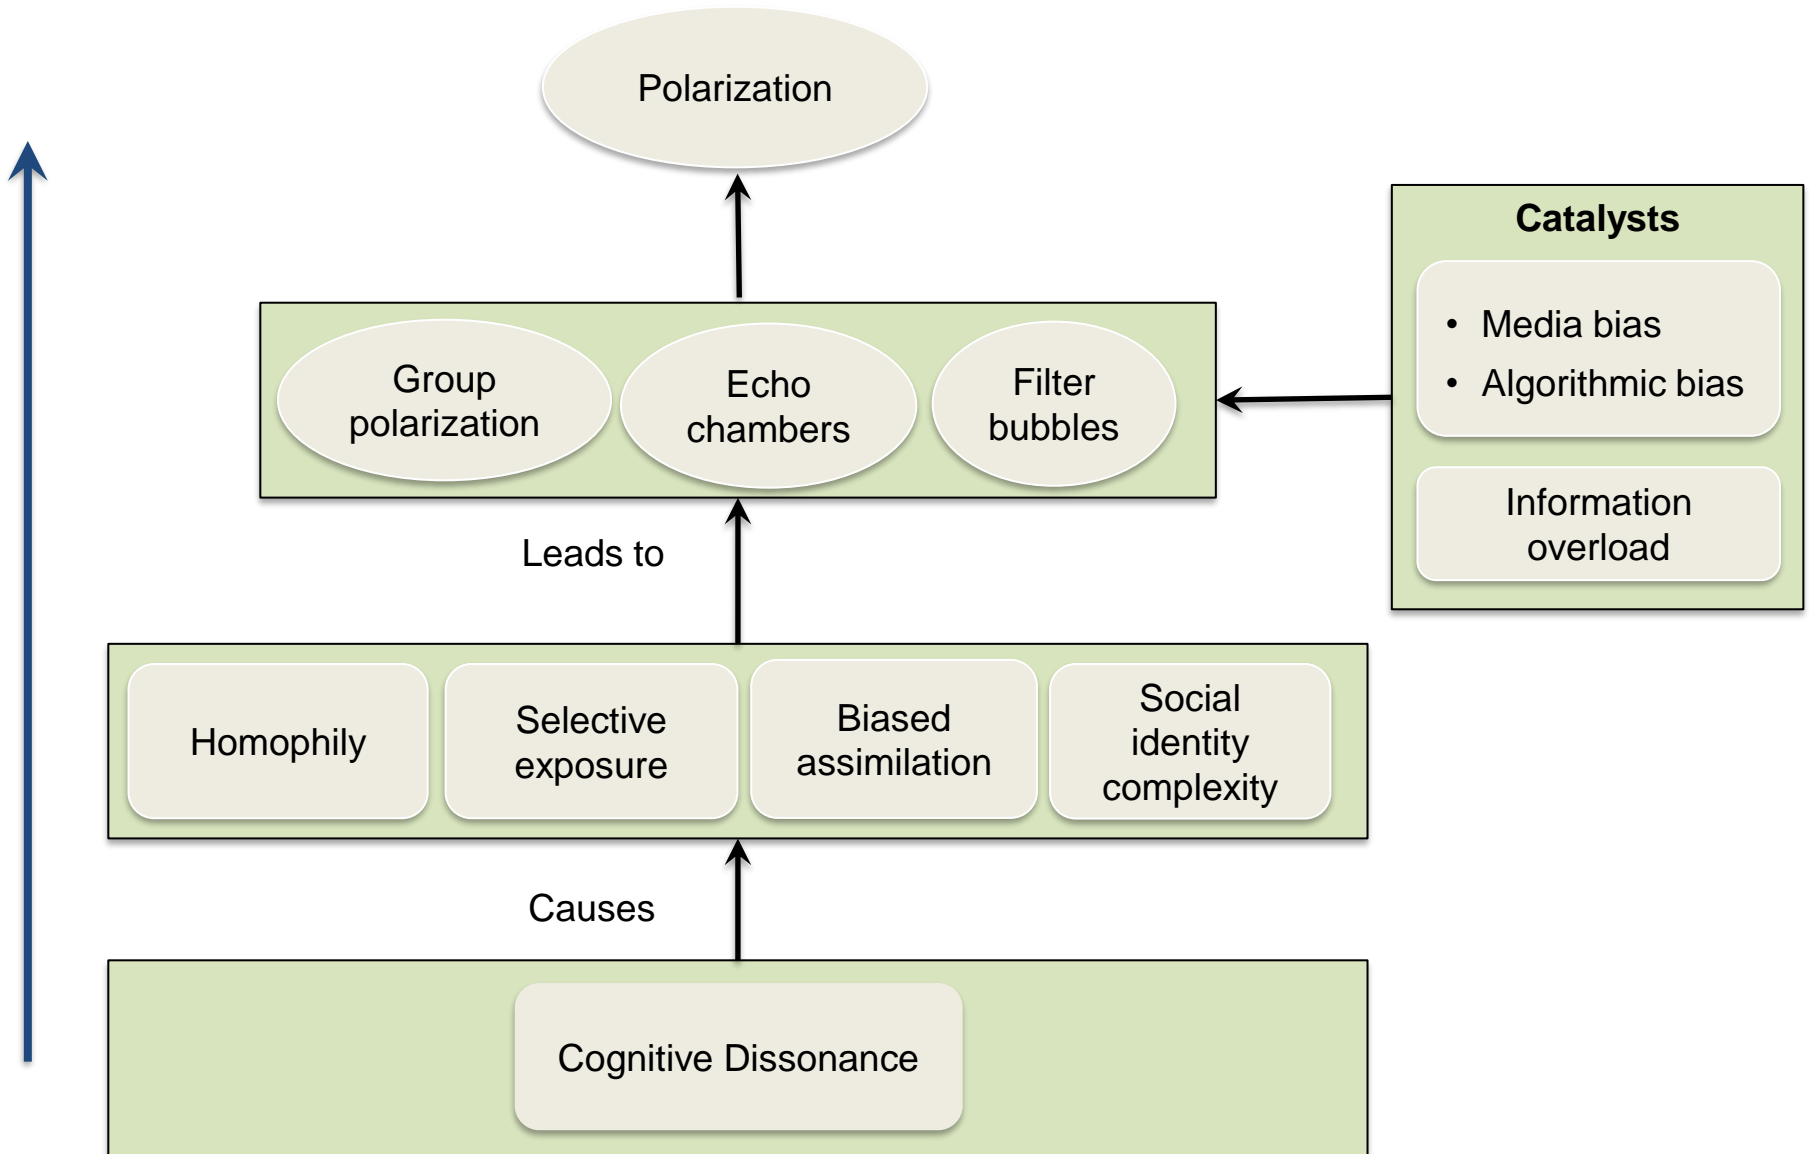 Polarization
Catalysts
• Media bias
• Algorithmic bias
Information
overload
Group
polarization
Echo
chambers
Filter
bubbles
Leads to
Homophily
Selective
exposure
Biased
assimilation
Social
identity
complexity
Causes
Cognitive Dissonance